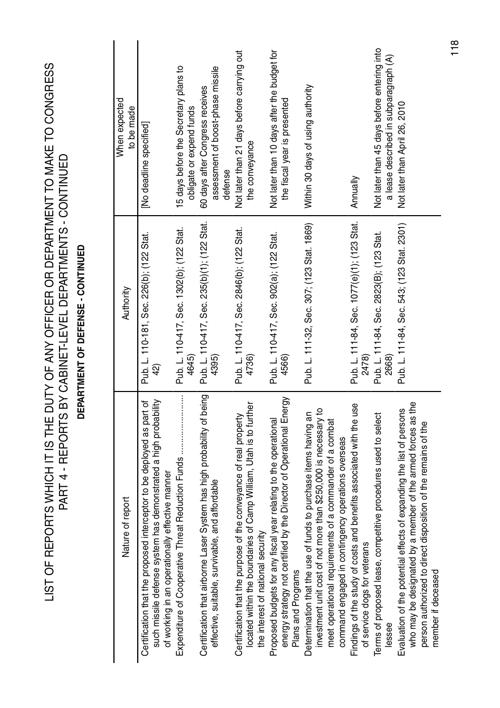 LIST OF REPORTS WHICH IT IS THE DUTY OF ANY OFFICER OR DEPARTMENT TO MAKE TO CONGRESS
PART 4 - REPORTS BY CABINET-LEVEL DEPARTMENTS - CONTINUED
DEPARTMENT OF DEFENSE - CONTINUED
Nature of report
Authority
When expected
to be made
Certification that the proposed interceptor to be deployed as part of
such missile defense system has demonstrated a high probability
of working in an operationally effective manner
Pub. L. 110-181, Sec. 226(b); (122 Stat.
42)
[No deadline specified]
Expenditure of Cooperative Threat Reduction Funds ........................
Pub. L. 110-417, Sec. 1302(b); (122 Stat.
4645)
15 days before the Secretary plans to
obligate or expend funds
Certification that airborne Laser System has high probability of being
effective, suitable, survivable, and affordable
Pub. L. 110-417, Sec. 235(b)(1); (122 Stat.
4395)
60 days after Congress receives
assessment of boost-phase missile
defense
Certification that the purpose of the conveyance of real property
located within the boundaries of Camp William, Utah is to further
the interest of national security
Pub. L. 110-417, Sec. 2846(b); (122 Stat.
4736)
Not later than 21 days before carrying out
the conveyance
Proposed budgets for any fiscal year relating to the operational
energy strategy not certified by the Director of Operational Energy
Plans and Programs
Pub. L. 110-417, Sec. 902(a); (122 Stat.
4566)
Not later than 10 days after the budget for
the fiscal year is presented
Determination that the use of funds to purchase items having an
investment unit cost of not more than $250,000 is necessary to
meet operational requirements of a commander of a combat
command engaged in contingency operations overseas
Pub. L. 111-32, Sec. 307; (123 Stat. 1869)
Within 30 days of using authority
Findings of the study of costs and benefits associated with the use
of service dogs for veterans
Pub. L. 111-84, Sec. 1077(e)(1); (123 Stat.
2478)
Annually
Terms of proposed lease, competitive procedures used to select
lessee
Pub. L. 111-84, Sec. 2823(B); (123 Stat.
2668)
Not later than 45 days before entering into
a lease described in subparagraph (A)
Evaluation of the potential effects of expanding the list of persons
who may be designated by a member of the armed forces as the
person authorized to direct disposition of the remains of the
member if deceased
Pub. L. 111-84, Sec. 543; (123 Stat. 2301)
Not later than April 26, 2010
118